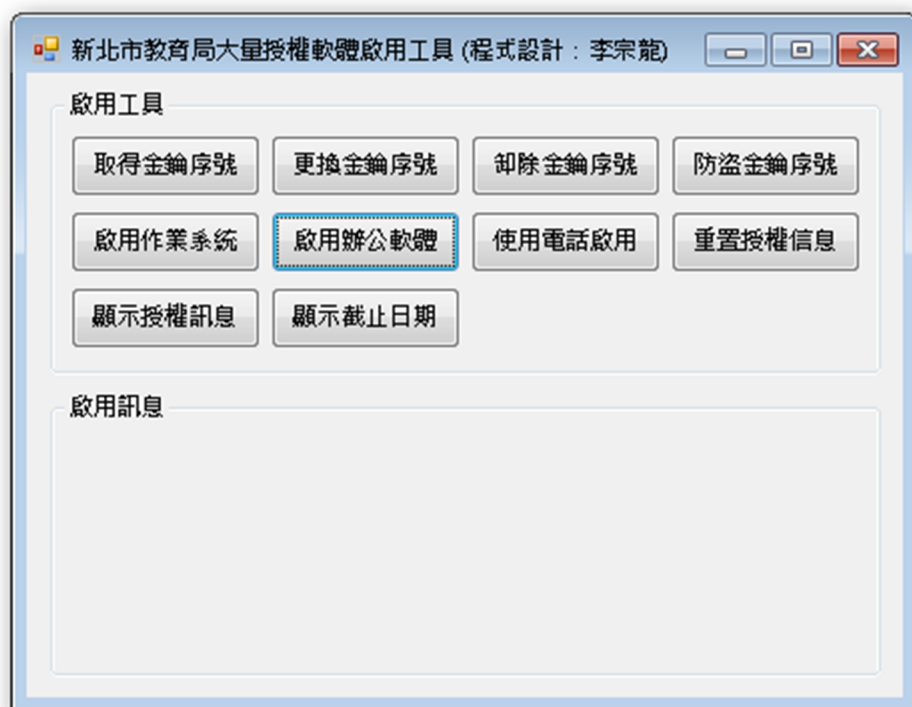 新北市教育局大量授權軟體啟用工具 (程式設計：李宗龍)
啟用工具
取得金鑰序號 更換金鑰序號 卸除金鑰序號 防盜金鑰序號
啟用作業系統 啟用辦公軟體 使用電話啟用 重置授權信息
顯示授權訊息 顯示截止日期
啟用訊息